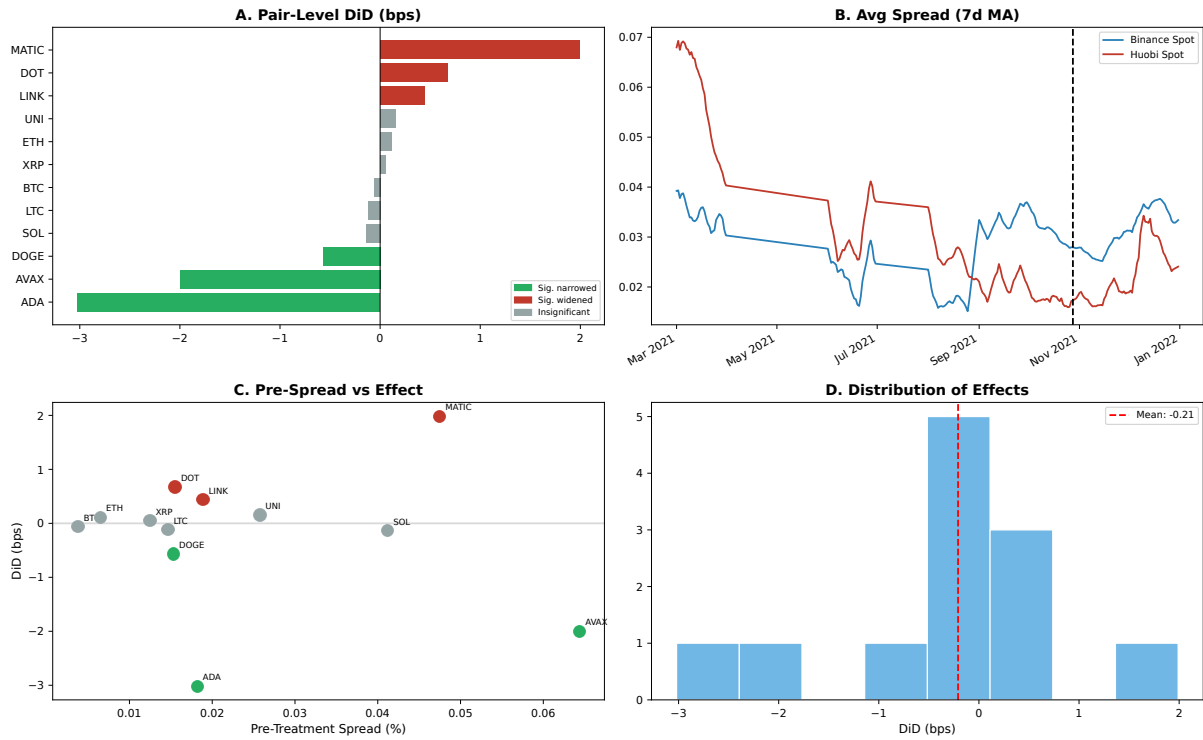 A. Pair-Level DiD (bps)
MATIC
DOT
LINK
UNI
ETH
XRP
BTC
LTC
SOL
DOGE
AVAX
ADA
−3
−2
−1
0
1
2
Sig. narrowed
Sig. widened
Insignificant
B. Avg Spread (7d MA)
0.07
0.06
0.05
0.04
0.03
0.02
Mar 2021
May 2021
Jul 2021
Sep 2021
Nov 2021
Jan 2022
Binance Spot
Huobi Spot
C. Pre-Spread vs Effect
DiD (bps)
2
1
0
−1
−2
−3
MATIC
DOT
LINK
UNI
ETH
XRP
BT
LTC
SOL
DOGE
AVAX
ADA
0.01
0.02
0.03
0.04
0.05
0.06
Pre-Treatment Spread (%)
D. Distribution of Effects
5
4
3
2
1
0
Mean: -0.21
−3
−2
−1
0
1
2
DiD (bps)